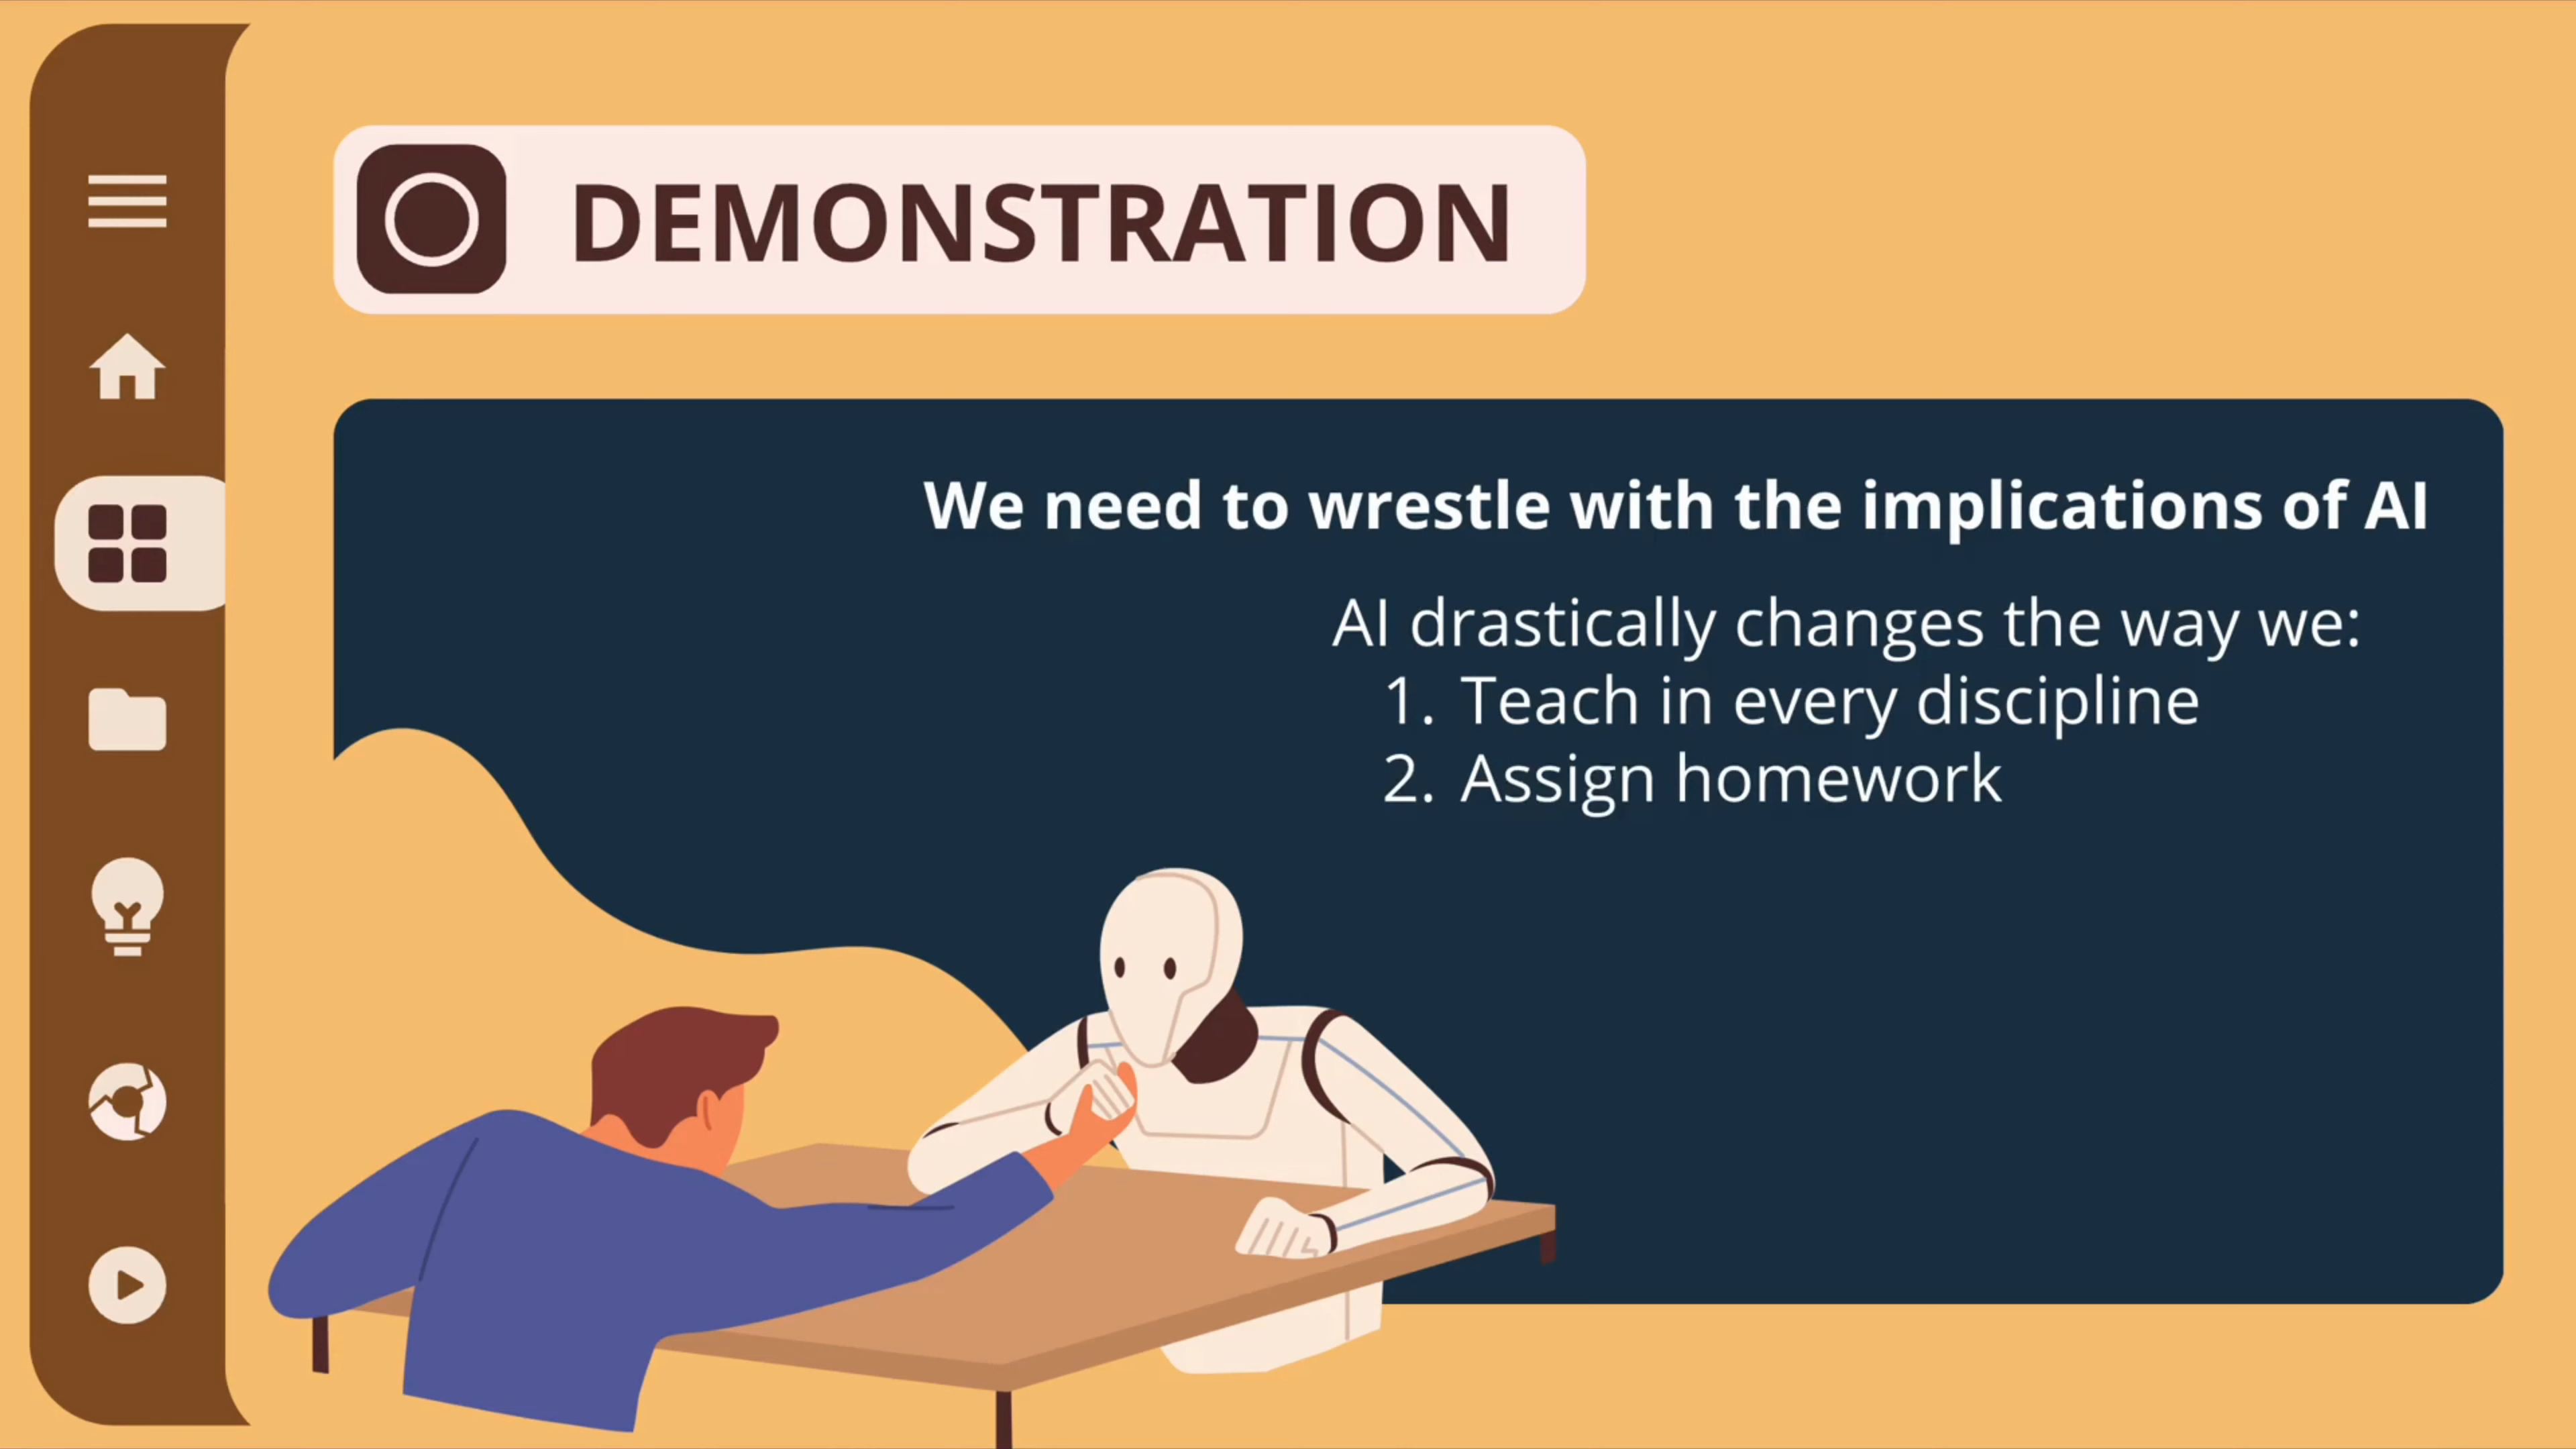 DEMONSTRATION
We need to wrestle with the implications of AI
AI drastically changes the way we:
1. Teach in every discipline
2. Assign homework